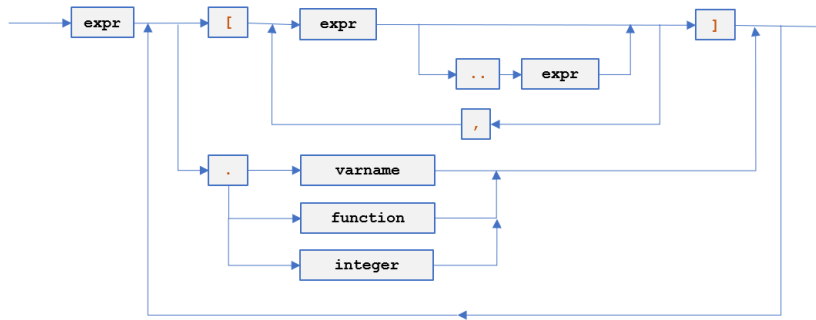 expr [ expr ]
.. expr
,
. varname
function
integer